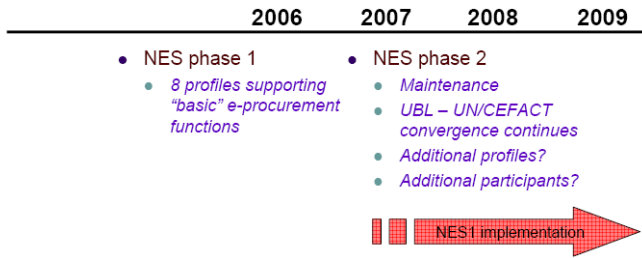 2006 2007 2008 2009
NES phase 1
8 profiles supporting
“basic” e-procurement
functions
NES phase 2
Maintenance
UBL – UN/CEFACT
convergence continues
Additional profiles?
Additional participants?
NES1 implementation